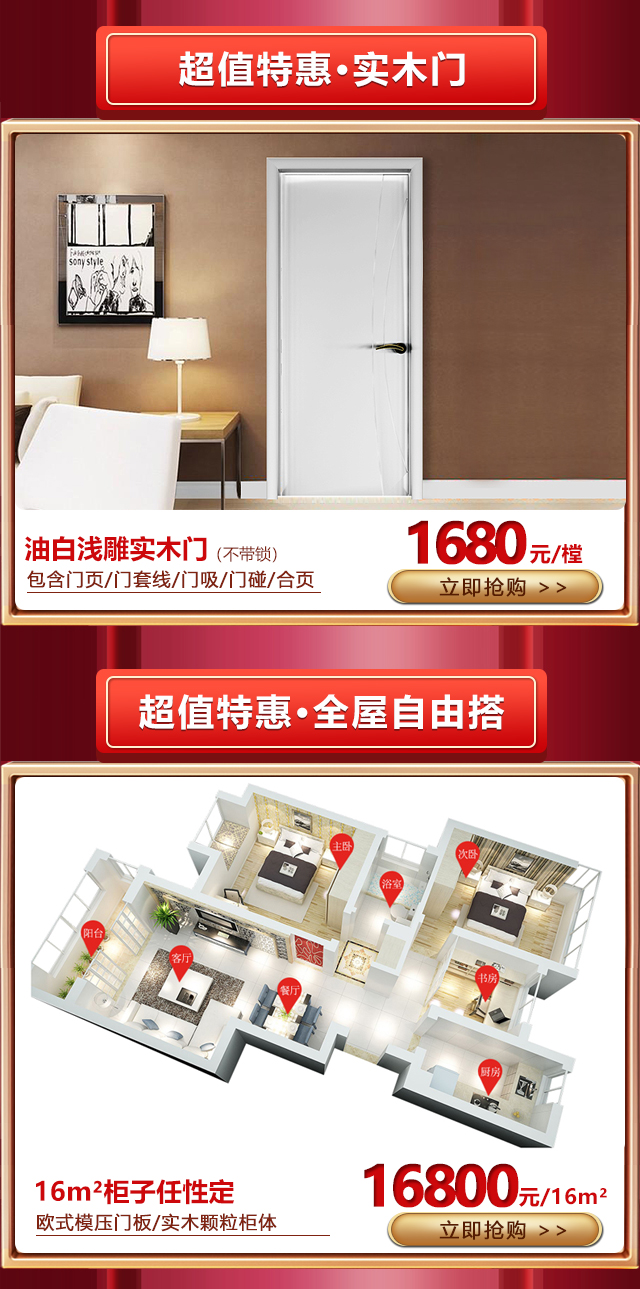 超值特惠·实木门
sony style
油白浅雕实木门（不带锁）
包含门页/门套线/门吸/门碰/合页
1680元/樘
立即抢购 >>
超值特惠·全屋自由搭
主卧
次卧
浴室
阳台
客厅
书房
餐厅
厨房
16m²柜子任性定
欧式模压门板/实木颗粒柜体
16800元/16m²
立即抢购 >>